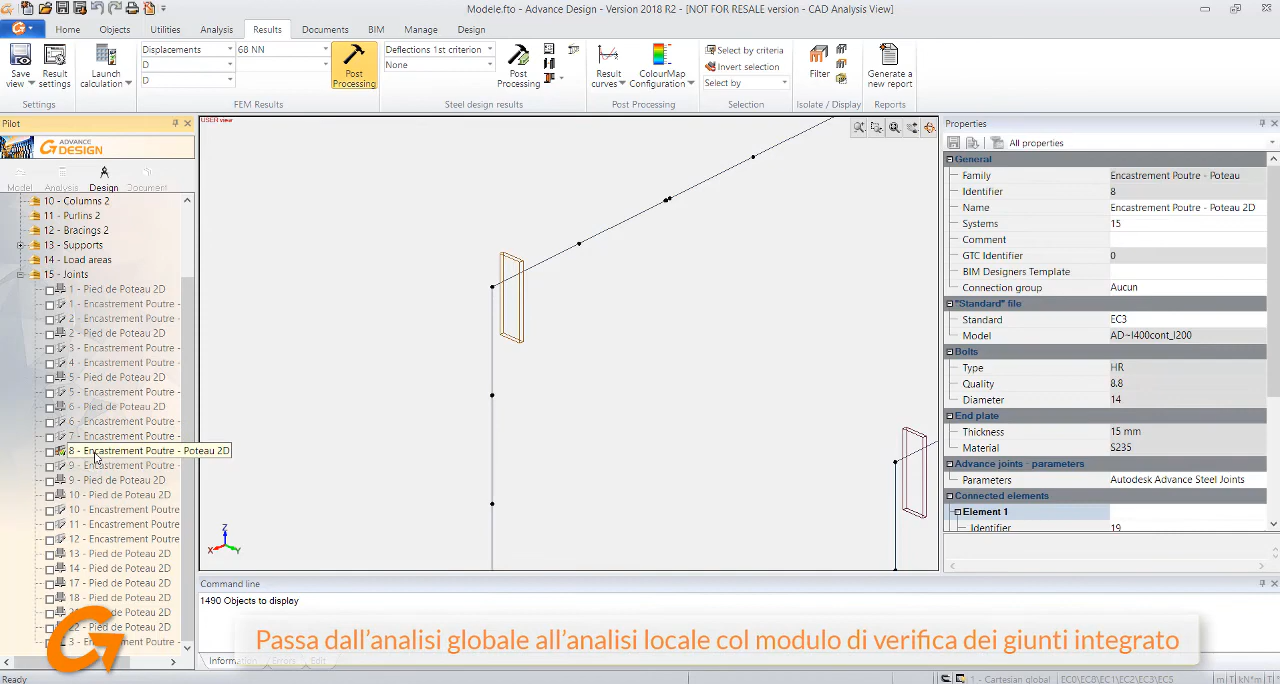 Modele.fto - Advance Design - Version 2018 R2 - [NOT FOR RESALE version - CAD Analysis View]
Home Objects Utilities Analysis Results Documents BIM Manage Design
Save view
Result settings
Settings
Launch calculation
Displacements
68 NN
D
D
Post Processing
FEM Results
Deflections 1st criterion
None
Post Processing
Steel design results
Result curves
ColourMap Configuration
Post Processing
Select by criteria
Invert selection
Select by
Selection
Filter
Isolate / Display
Generate a new report
Reports
Pilot
ADVANCE
DESIGN
Model Analysis Design Document
10 - Columns 2
11 - Purlins 2
12 - Bracings 2
13 - Supports
14 - Load areas
15 - Joints
1 - Pied de Poteau 2D
1 - Encastrement Poutre -
2 - Encastrement Poutre -
2 - Pied de Poteau 2D
3 - Encastrement Poutre -
4 - Encastrement Poutre -
5 - Pied de Poteau 2D
5 - Encastrement Poutre -
6 - Pied de Poteau 2D
6 - Encastrement Poutre -
7 - Encastrement Poutre -
8 - Encastrement Poutre - Poteau 2D
9 - Encastrement Poutre -
9 - Pied de Poteau 2D
10 - Pied de Poteau 2D
10 - Encastrement Poutre
11 - Encastrement Poutre
12 - Encastrement Poutre
13 - Pied de Poteau 2D
14 - Pied de Poteau 2D
17 - Pied de Poteau 2D
18 - Pied de Poteau 2D
Pied de Poteau 2D
22 - Pied de Poteau 2D
3 - Encastrement Poutre -
USER view
Z
X
Y
Properties
All properties
General
Family Encastrement Poutre - Poteau
Identifier 8
Name Encastrement Poutre - Poteau 2D
Systems 15
Comment
GTC Identifier 0
BIM Designers Template
Connection group Aucun
"Standard" file
Standard EC3
Model AD~I400cont_I200
Bolts
Type HR
Quality 8.8
Diameter 14
End plate
Thickness 15 mm
Material S235
Advance joints - parameters
Parameters Autodesk Advance Steel Joints
Connected elements
Element 1
Identifier 19
Command line
1490 Objects to display
Passa dall'analisi globale all'analisi locale col modulo di verifica dei giunti integrato
Information Errors Edit
Ready
1 - Cartesian global
EC0\EC8\EC1\EC2\EC3\EC5